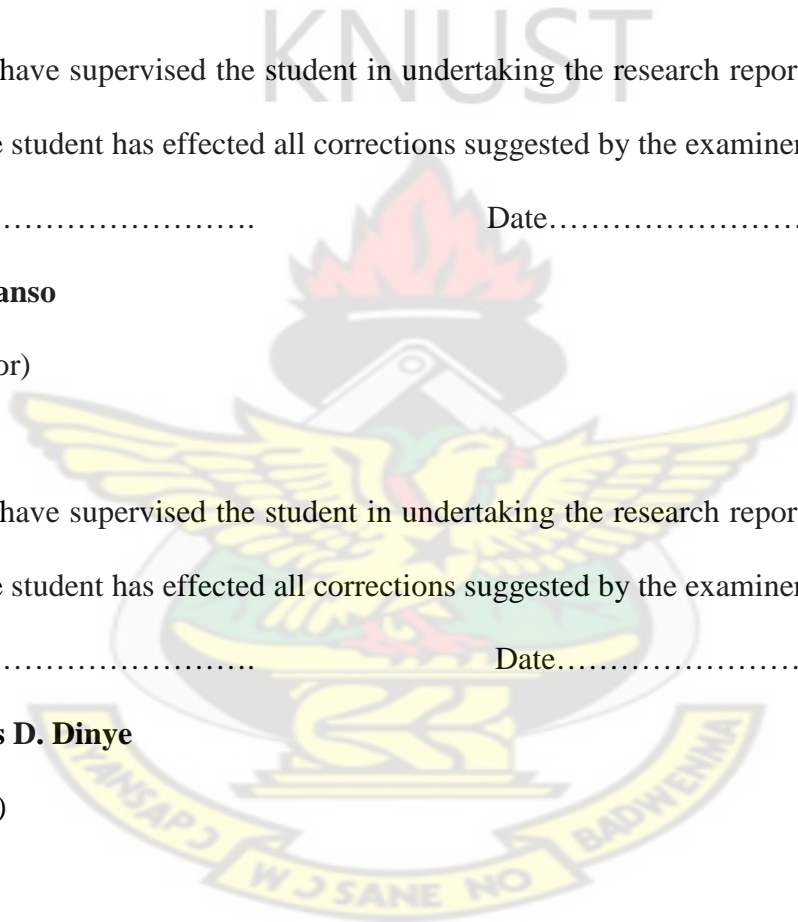 KNUST
have supervised the student in undertaking the research repor
e student has effected all corrections suggested by the examiner
……………………. Date……………………
anso
or)
have supervised the student in undertaking the research repor
e student has effected all corrections suggested by the examiner
……………………. Date……………………
s D. Dinye
)
NYANSAPƆ WƆSANE NO BADWENMA